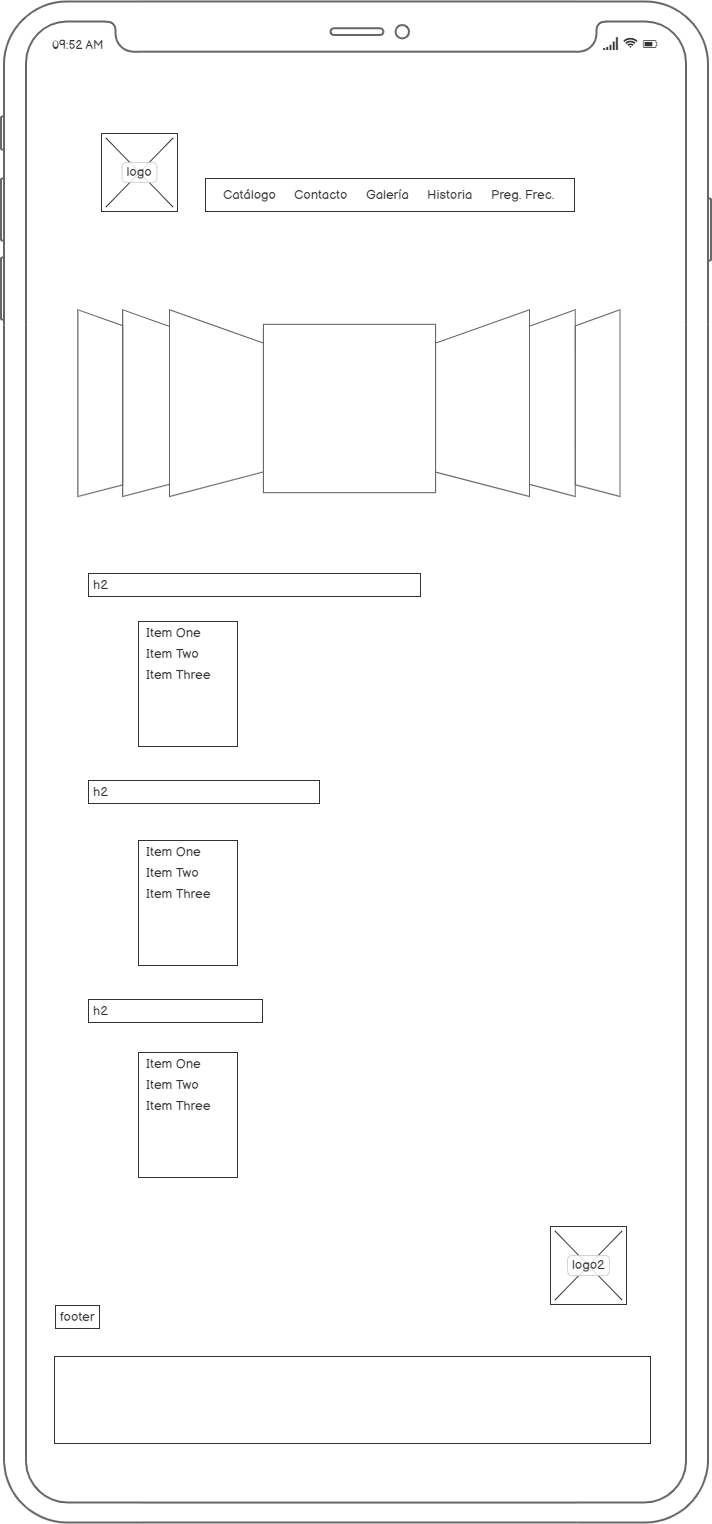 09:52 AM
logo
Catálogo Contacto Galería Historia Preg. Frec.
h2
Item One
Item Two
Item Three
h2
Item One
Item Two
Item Three
h2
Item One
Item Two
Item Three
logo2
footer